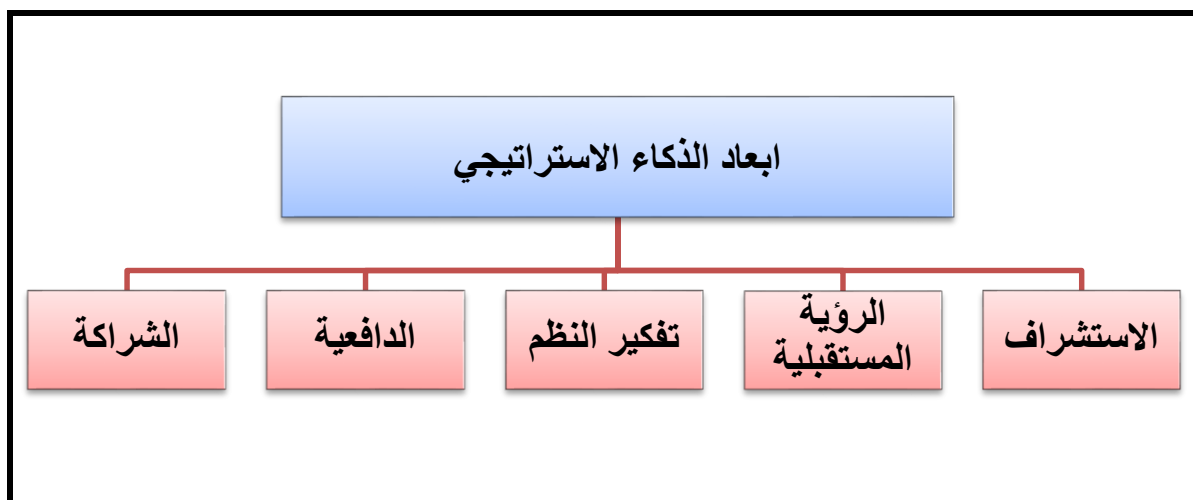 ابعاد الذكاء الاستراتيجي
الاستشراف
الرؤية
المستقبلية
تفكير النظم
الدافعية
الشراكة